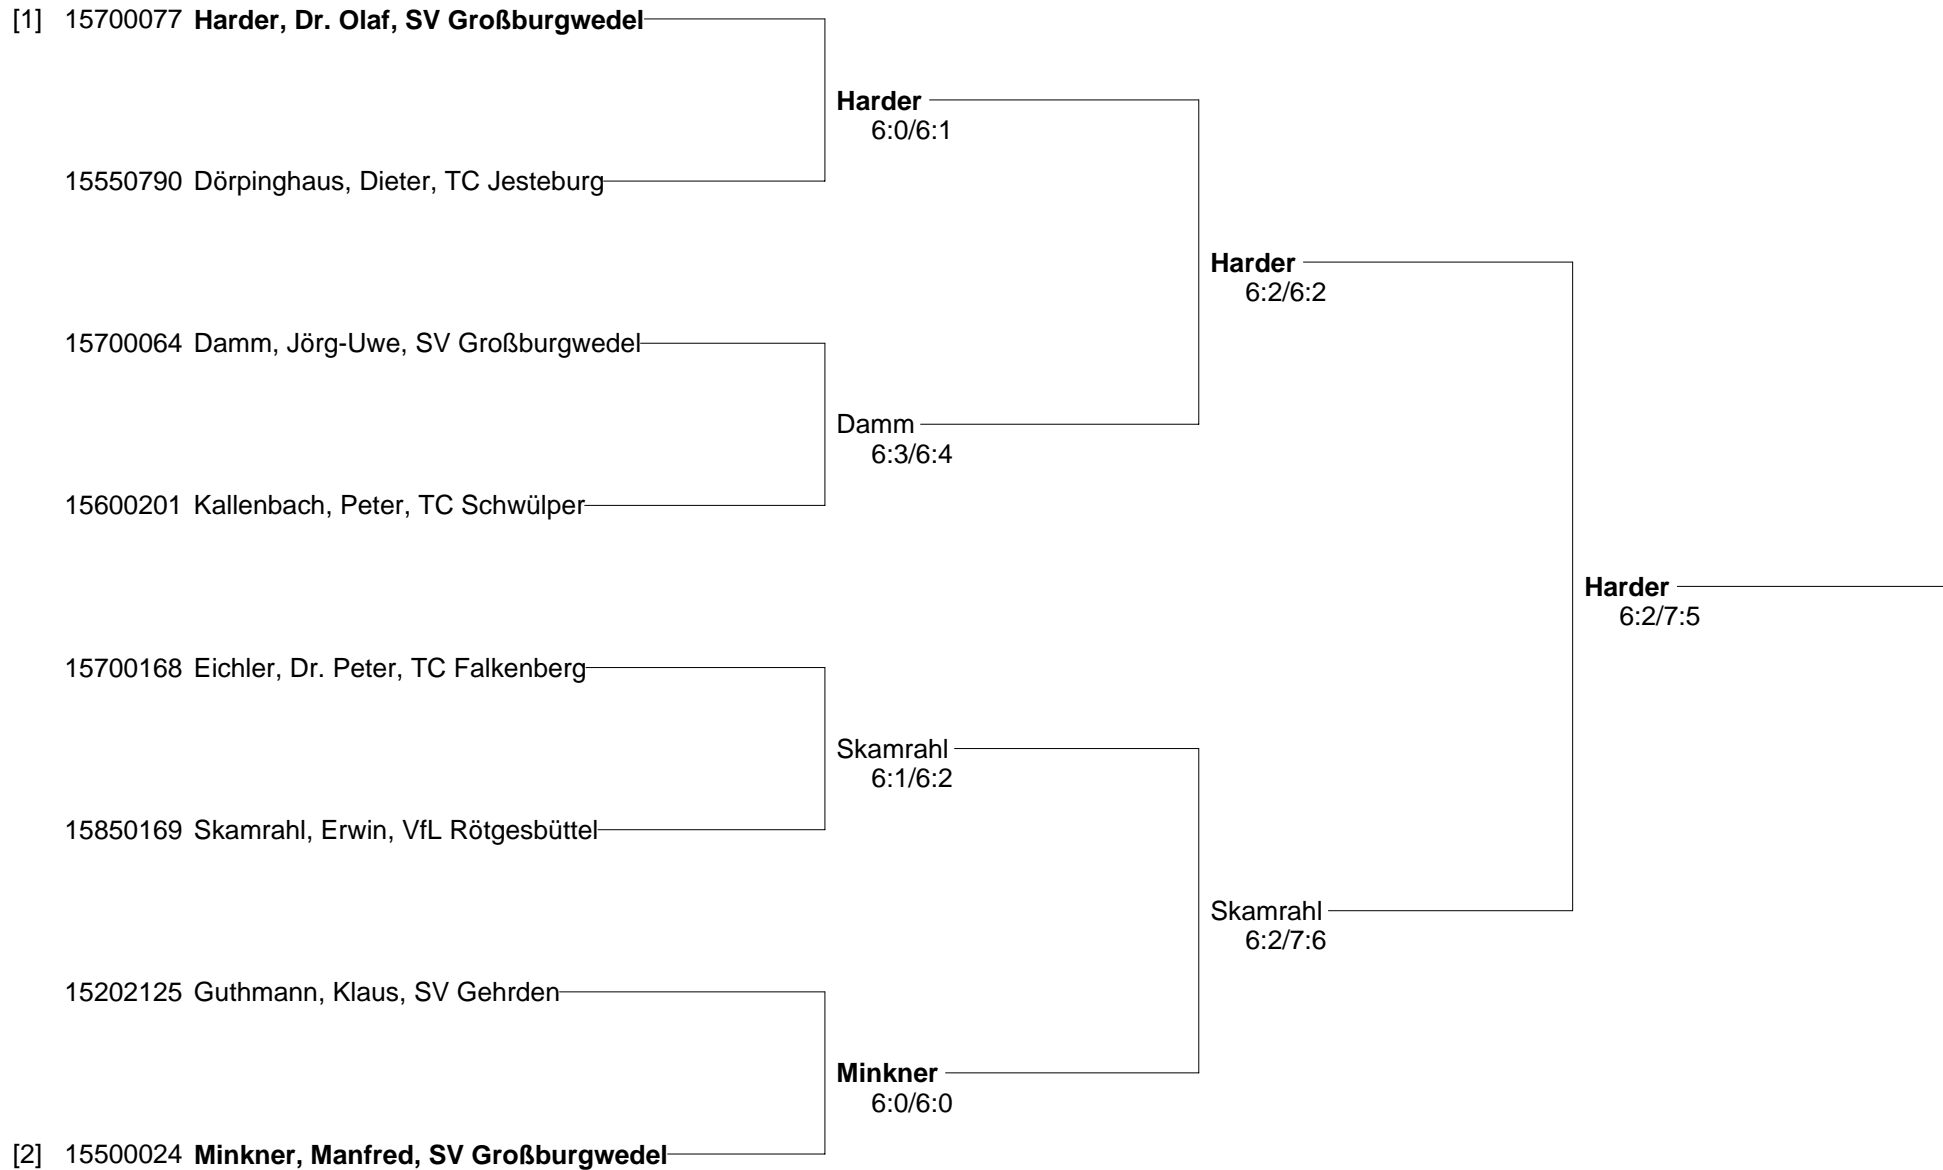 [1] 15700077 Harder, Dr. Olaf, SV Großburgwedel
Harder
6:0/6:1
15550790 Dörpinghaus, Dieter, TC Jesteburg
Harder
6:2/6:2
15700064 Damm, Jörg-Uwe, SV Großburgwedel
Damm
6:3/6:4
15600201 Kallenbach, Peter, TC Schwülper
Harder
6:2/7:5
15700168 Eichler, Dr. Peter, TC Falkenberg
Skamrahl
6:1/6:2
15850169 Skamrahl, Erwin, VfL Rötgesbüttel
Skamrahl
6:2/7:6
15202125 Guthmann, Klaus, SV Gehrden
Minkner
6:0/6:0
[2] 15500024 Minkner, Manfred, SV Großburgwedel